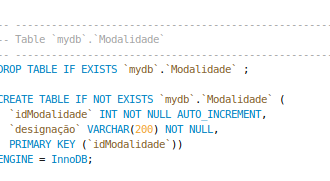 -- -----------------------------------------------------
-- Table `mydb`.`Modalidade`
-- -----------------------------------------------------
DROP TABLE IF EXISTS `mydb`.`Modalidade` ;
CREATE TABLE IF NOT EXISTS `mydb`.`Modalidade` (
`idModalidade` INT NOT NULL AUTO_INCREMENT,
`designação` VARCHAR(200) NOT NULL,
PRIMARY KEY (`idModalidade`))
ENGINE = InnoDB;